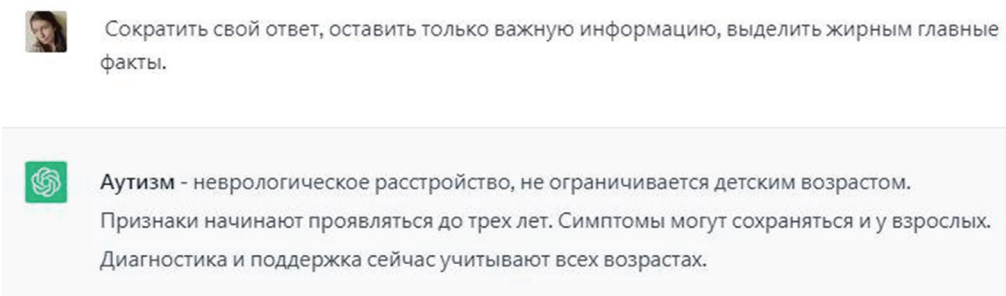 Сократить свой ответ, оставить только важную информацию, выделить жирным главные
факты.
Аутизм - неврологическое расстройство, не ограничивается детским возрастом.
Признаки начинают проявляться до трех лет. Симптомы могут сохраняться и у взрослых.
Диагностика и поддержка сейчас учитывают всех возрастах.